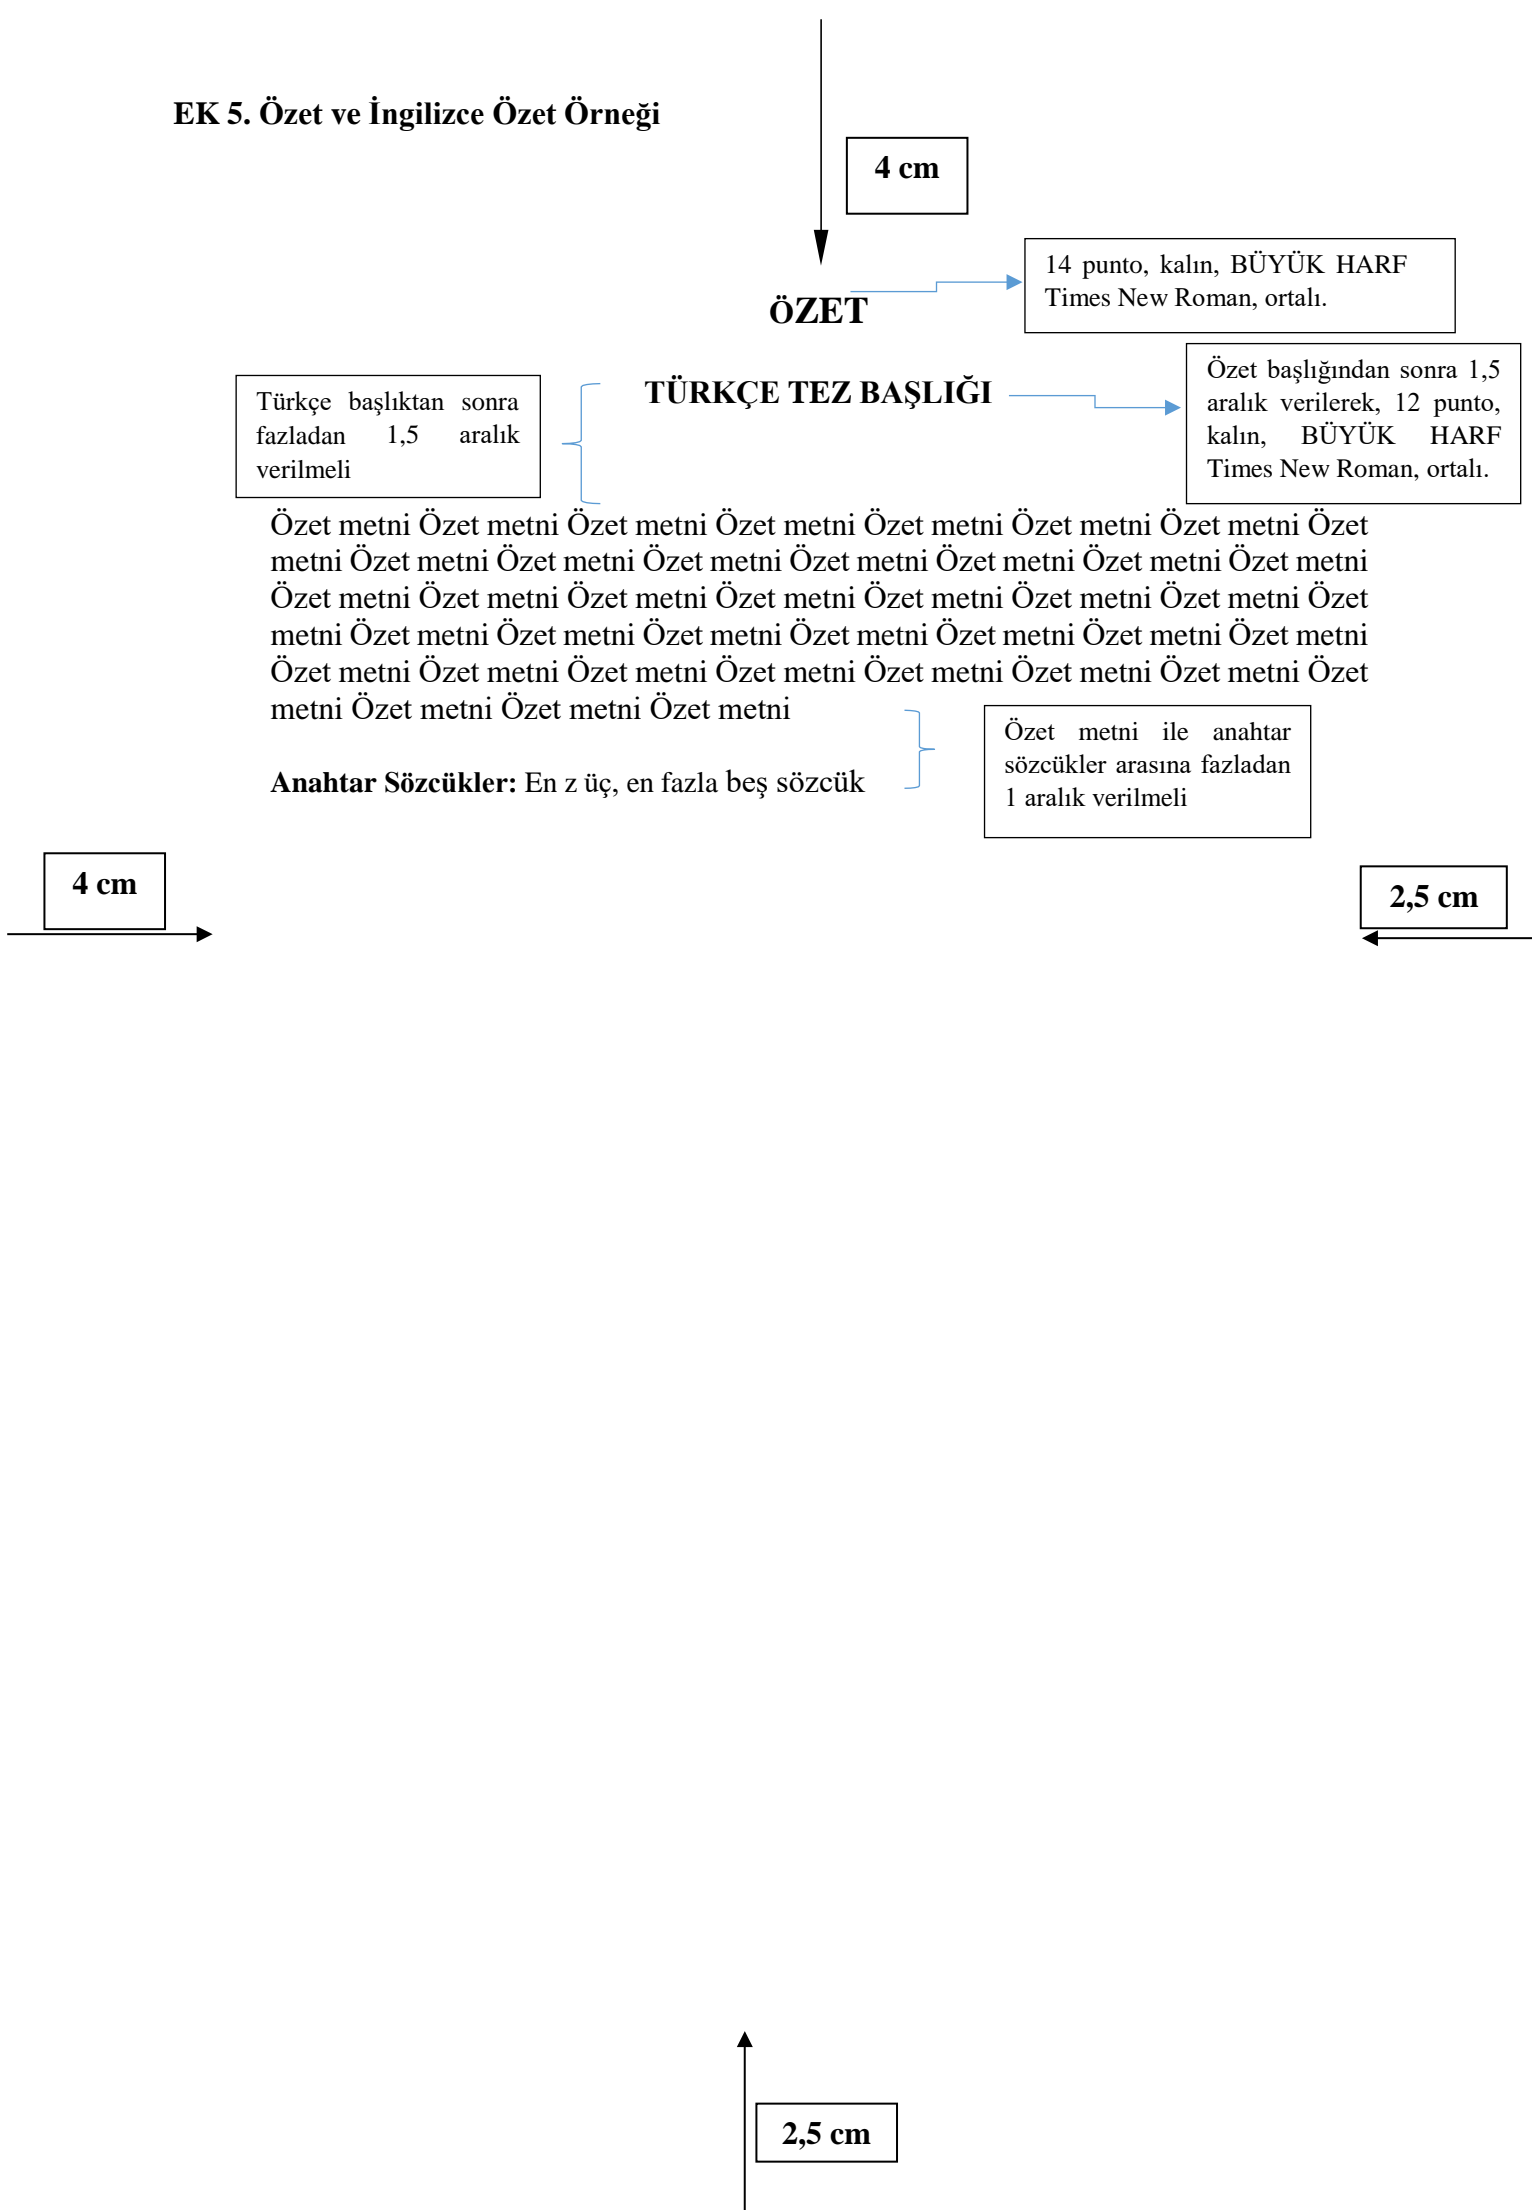 EK 5. Özet ve İngilizce Özet Örneği
4 cm
14 punto, kalın, BÜYÜK HARF
Times New Roman, ortalı.
ÖZET
TÜRKÇE TEZ BAŞLIĞI
Özet başlığından sonra 1,5
aralık verilerek, 12 punto,
kalın, BÜYÜK HARF
Times New Roman, ortalı.
Türkçe başlıktan sonra
fazladan 1,5 aralık
verilmeli
Özet metni Özet metni Özet metni Özet metni Özet metni Özet metni Özet metni Özet
metni Özet metni Özet metni Özet metni Özet metni Özet metni Özet metni Özet metni
Özet metni Özet metni Özet metni Özet metni Özet metni Özet metni Özet metni Özet
metni Özet metni Özet metni Özet metni Özet metni Özet metni Özet metni Özet metni
Özet metni Özet metni Özet metni Özet metni Özet metni Özet metni Özet metni Özet
metni Özet metni Özet metni Özet metni
Özet metni ile anahtar
sözcükler arasına fazladan
1 aralık verilmeli
Anahtar Sözcükler: En z üç, en fazla beş sözcük
4 cm
2,5 cm
2,5 cm